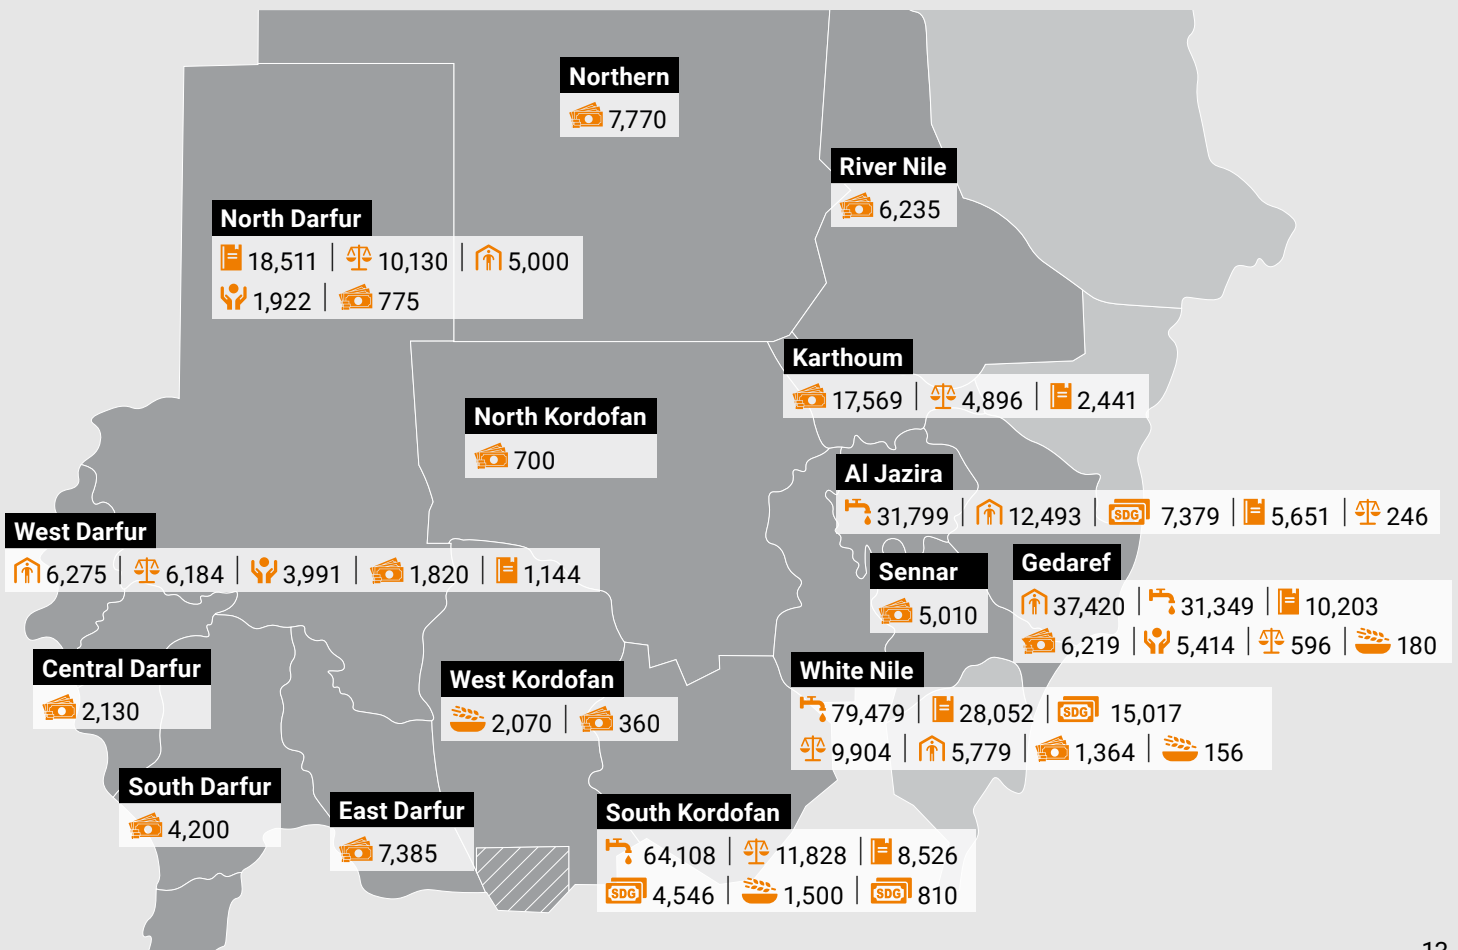 Northern
7,770
River Nile
6,235
North Darfur
18,511 | 10,130 | 5,000
1,922 | 775
Karthoum
17,569 | 4,896 | 2,441
North Kordofan
700
Al Jazira
31,799 | 12,493 | SDG 7,379 | 5,651 | 246
West Darfur
6,275 | 6,184 | 3,991 | 1,820 | 1,144
Sennar
5,010
Gedaref
37,420 | 31,349 | 10,203
6,219 | 5,414 | 596 | 180
Central Darfur
2,130
West Kordofan
2,070 | 360
White Nile
79,479 | 28,052 | SDG 15,017
9,904 | 5,779 | 1,364 | 156
South Darfur
4,200
East Darfur
7,385
South Kordofan
64,108 | 11,828 | 8,526
SDG 4,546 | 1,500 | SDG 810